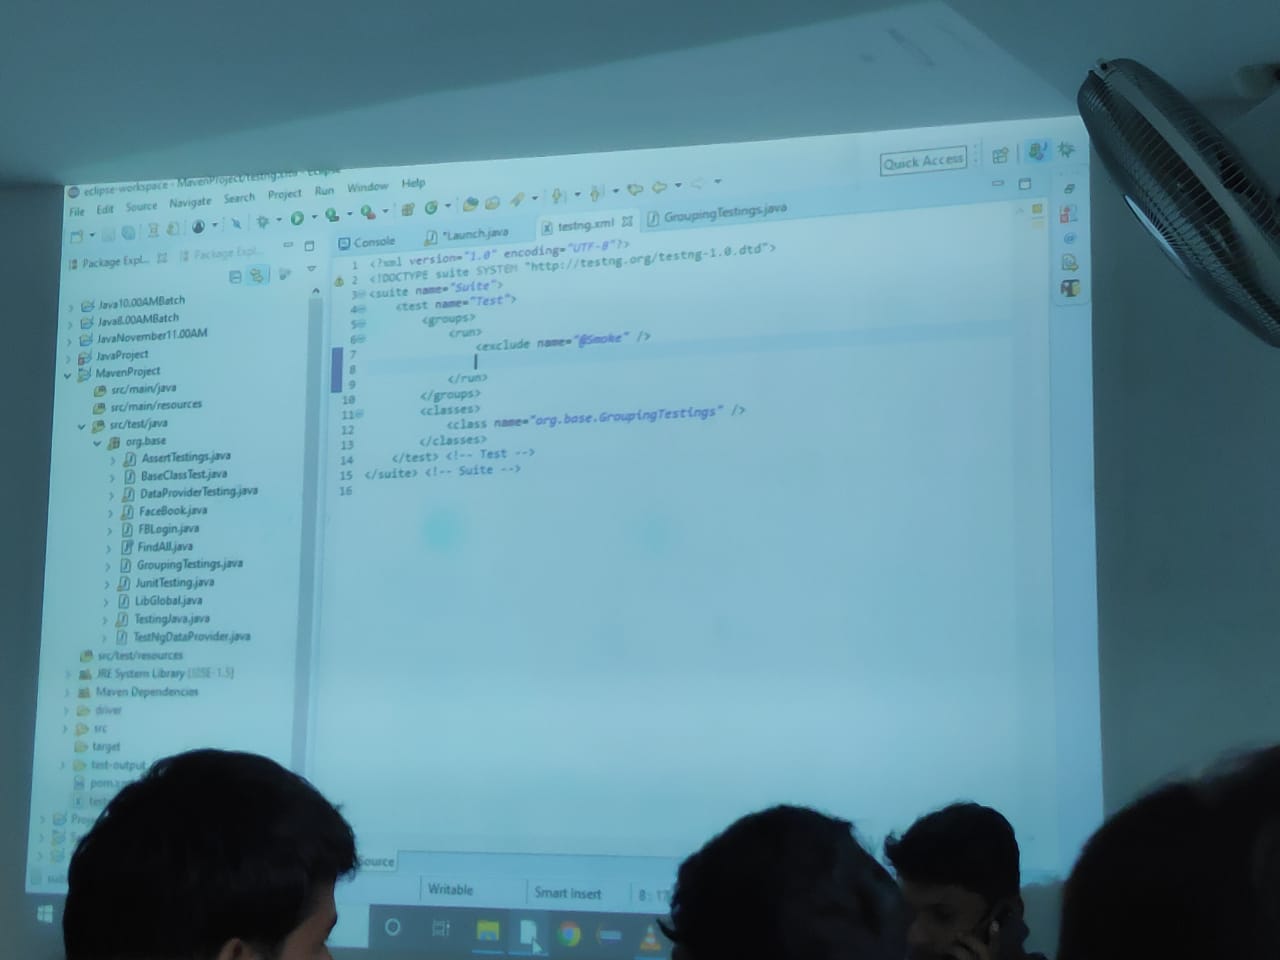 eclipse-workspace - MavenProject/testng.xml - Eclipse
File Edit Source Navigate Search Project Run Window Help
Quick Access
Package Expl...
Package Expl...
Console
*Launch.java
testng.xml
GroupingTestings.java
Java10.00AMBatch
Java8.00AMBatch
JavaNovember11.00AM
JavaProject
MavenProject
src/main/java
src/main/resources
src/test/java
org.base
AssertTestings.java
BaseClassTest.java
DataProviderTesting.java
FaceBook.java
FBLogin.java
FindAll.java
GroupingTestings.java
JunitTesting.java
LibGlobal.java
TestingJava.java
TestNgDataProvider.java
src/test/resources
JRE System Library [J2SE-1.5]
Maven Dependencies
driver
src
target
test-output
1 <?xml version="1.0" encoding="UTF-8"?>
2 <!DOCTYPE suite SYSTEM "http://testng.org/testng-1.0.dtd">
3 <suite name="Suite">
4 <test name="Test">
5 <groups>
6 <run>
7 <exclude name="@Smoke" />
8
9 </run>
10 </groups>
11 <classes>
12 <class name="org.base.GroupingTestings" />
13 </classes>
14 </test> <!-- Test -->
15 </suite> <!-- Suite -->
16
Source
Writable
Smart Insert